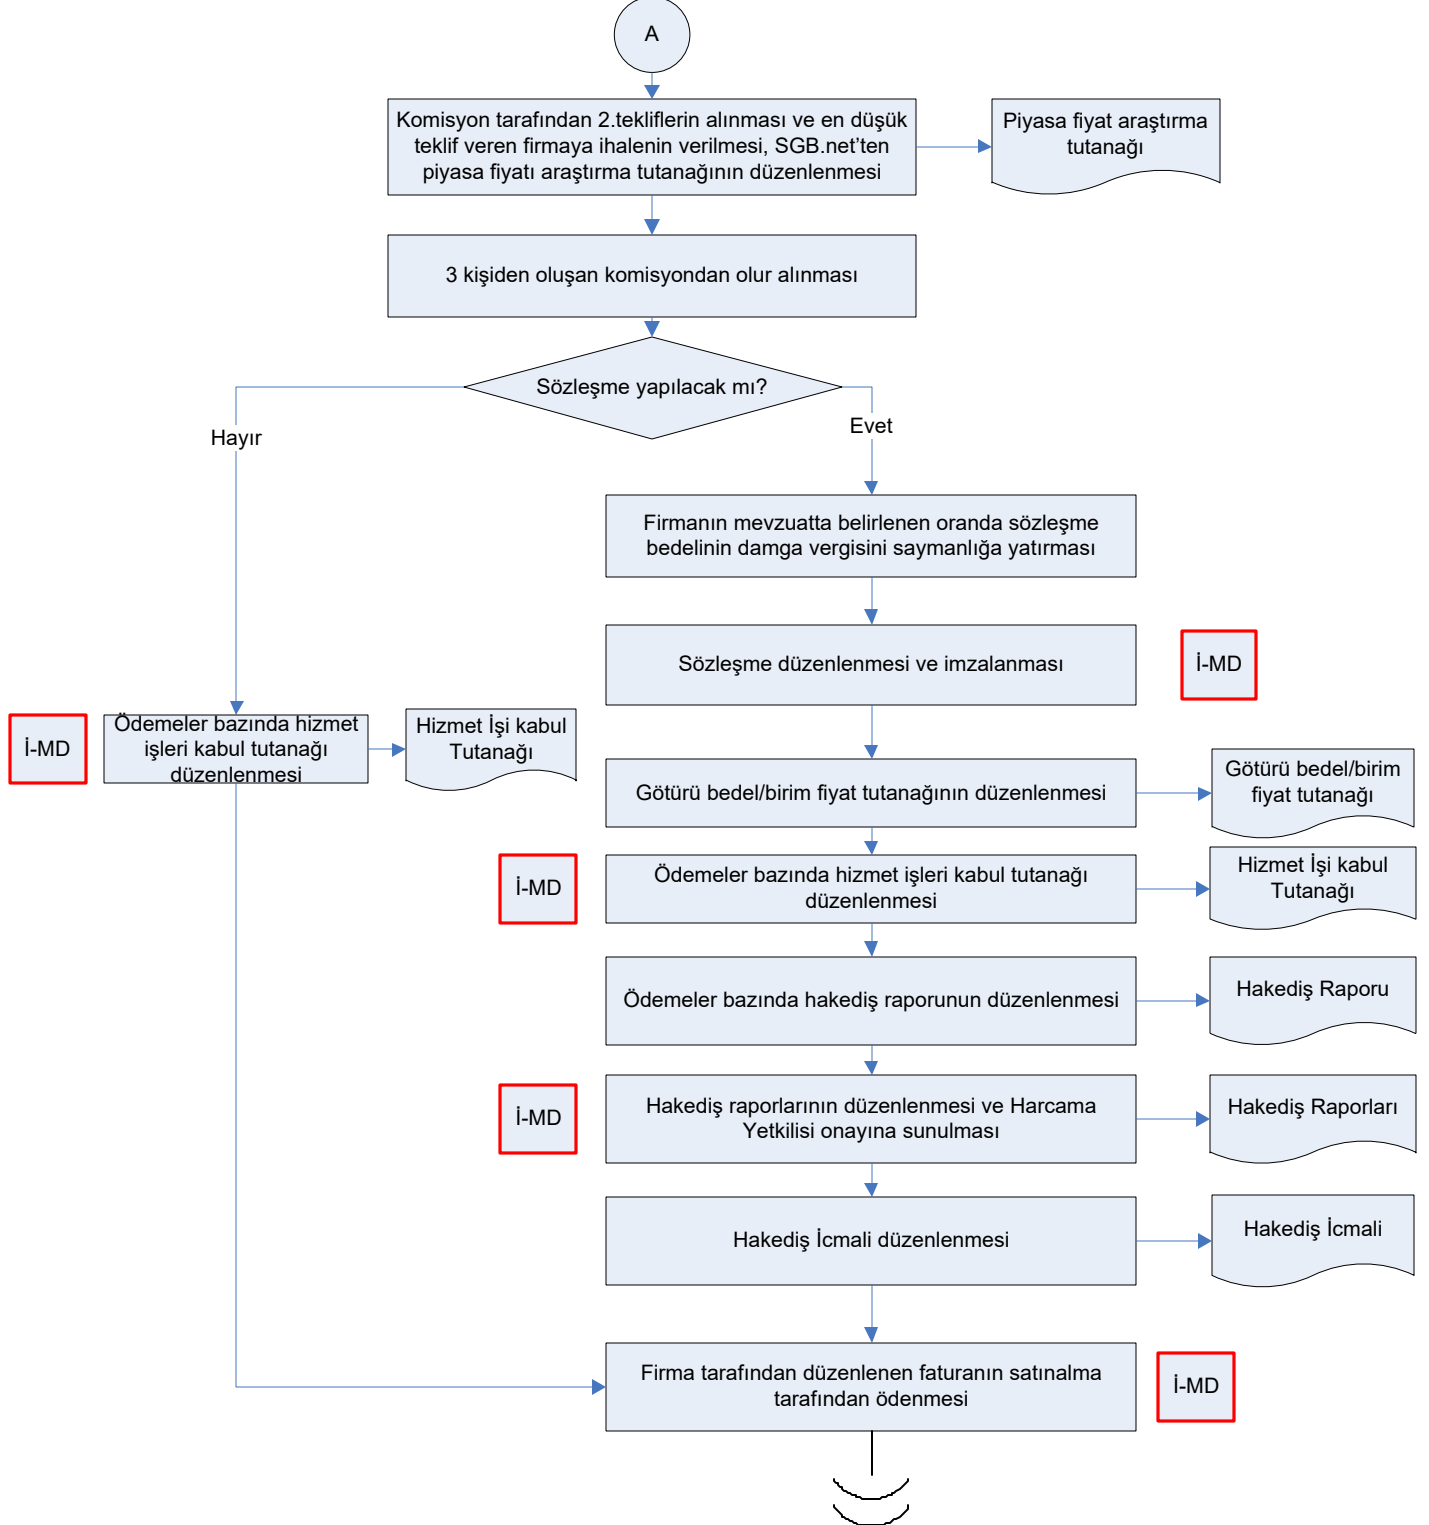 A
Komisyon tarafından 2.tekliflerin alınması ve en düşük
teklif veren firmaya ihalenin verilmesi, SGB.net’ten
piyasa fiyatı araştırma tutanağının düzenlenmesi
Piyasa fiyat araştırma
tutanağı
3 kişiden oluşan komisyondan olur alınması
Sözleşme yapılacak mı?
Hayır
Evet
Firmanın mevzuatta belirlenen oranda sözleşme
bedelinin damga vergisini saymanlığa yatırması
Sözleşme düzenlenmesi ve imzalanması
İ-MD
İ-MD
Ödemeler bazında hizmet
işleri kabul tutanağı
düzenlenmesi
Hizmet İşi kabul
Tutanağı
Götürü bedel/birim fiyat tutanağının düzenlenmesi
Götürü bedel/birim
fiyat tutanağı
İ-MD
Ödemeler bazında hizmet işleri kabul tutanağı
düzenlenmesi
Hizmet İşi kabul
Tutanağı
Ödemeler bazında hakediş raporunun düzenlenmesi
Hakediş Raporu
İ-MD
Hakediş raporlarının düzenlenmesi ve Harcama
Yetkilisi onayına sunulması
Hakediş Raporları
Hakediş İcmali düzenlenmesi
Hakediş İcmali
Firma tarafından düzenlenen faturanın satınalma
tarafından ödenmesi
İ-MD